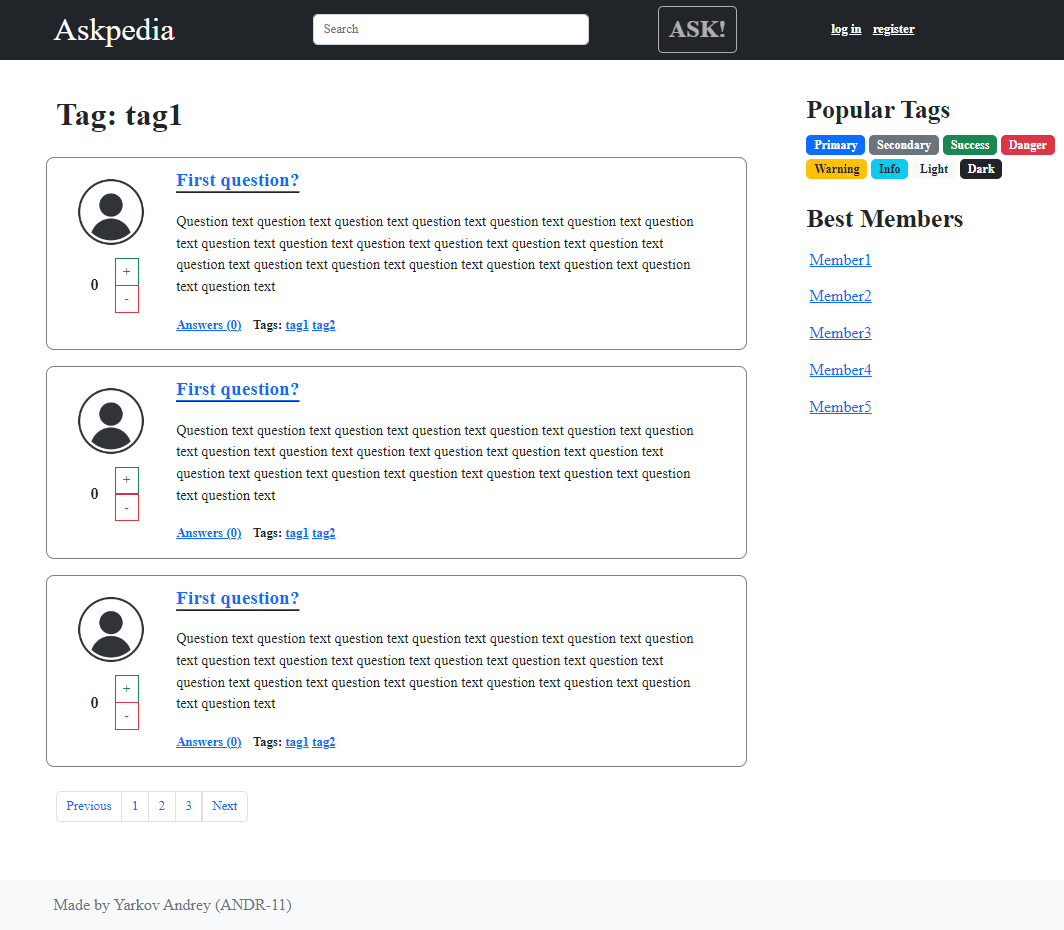 Askpedia
Search
ASK!
log in register
Tag: tag1
First question?
Question text question text question text question text question text question text question
text question text question text question text question text question text question text
question text question text question text question text question text question text question
text question text
0
+
-
Answers (0) Tags: tag1 tag2
First question?
Question text question text question text question text question text question text question
text question text question text question text question text question text question text
question text question text question text question text question text question text question
text question text
0
+
-
Answers (0) Tags: tag1 tag2
First question?
Question text question text question text question text question text question text question
text question text question text question text question text question text question text
question text question text question text question text question text question text question
text question text
0
+
-
Answers (0) Tags: tag1 tag2
Previous 1 2 3 Next
Popular Tags
Primary Secondary Success Danger
Warning Info Light Dark
Best Members
Member1
Member2
Member3
Member4
Member5
Made by Yarkov Andrey (ANDR-11)